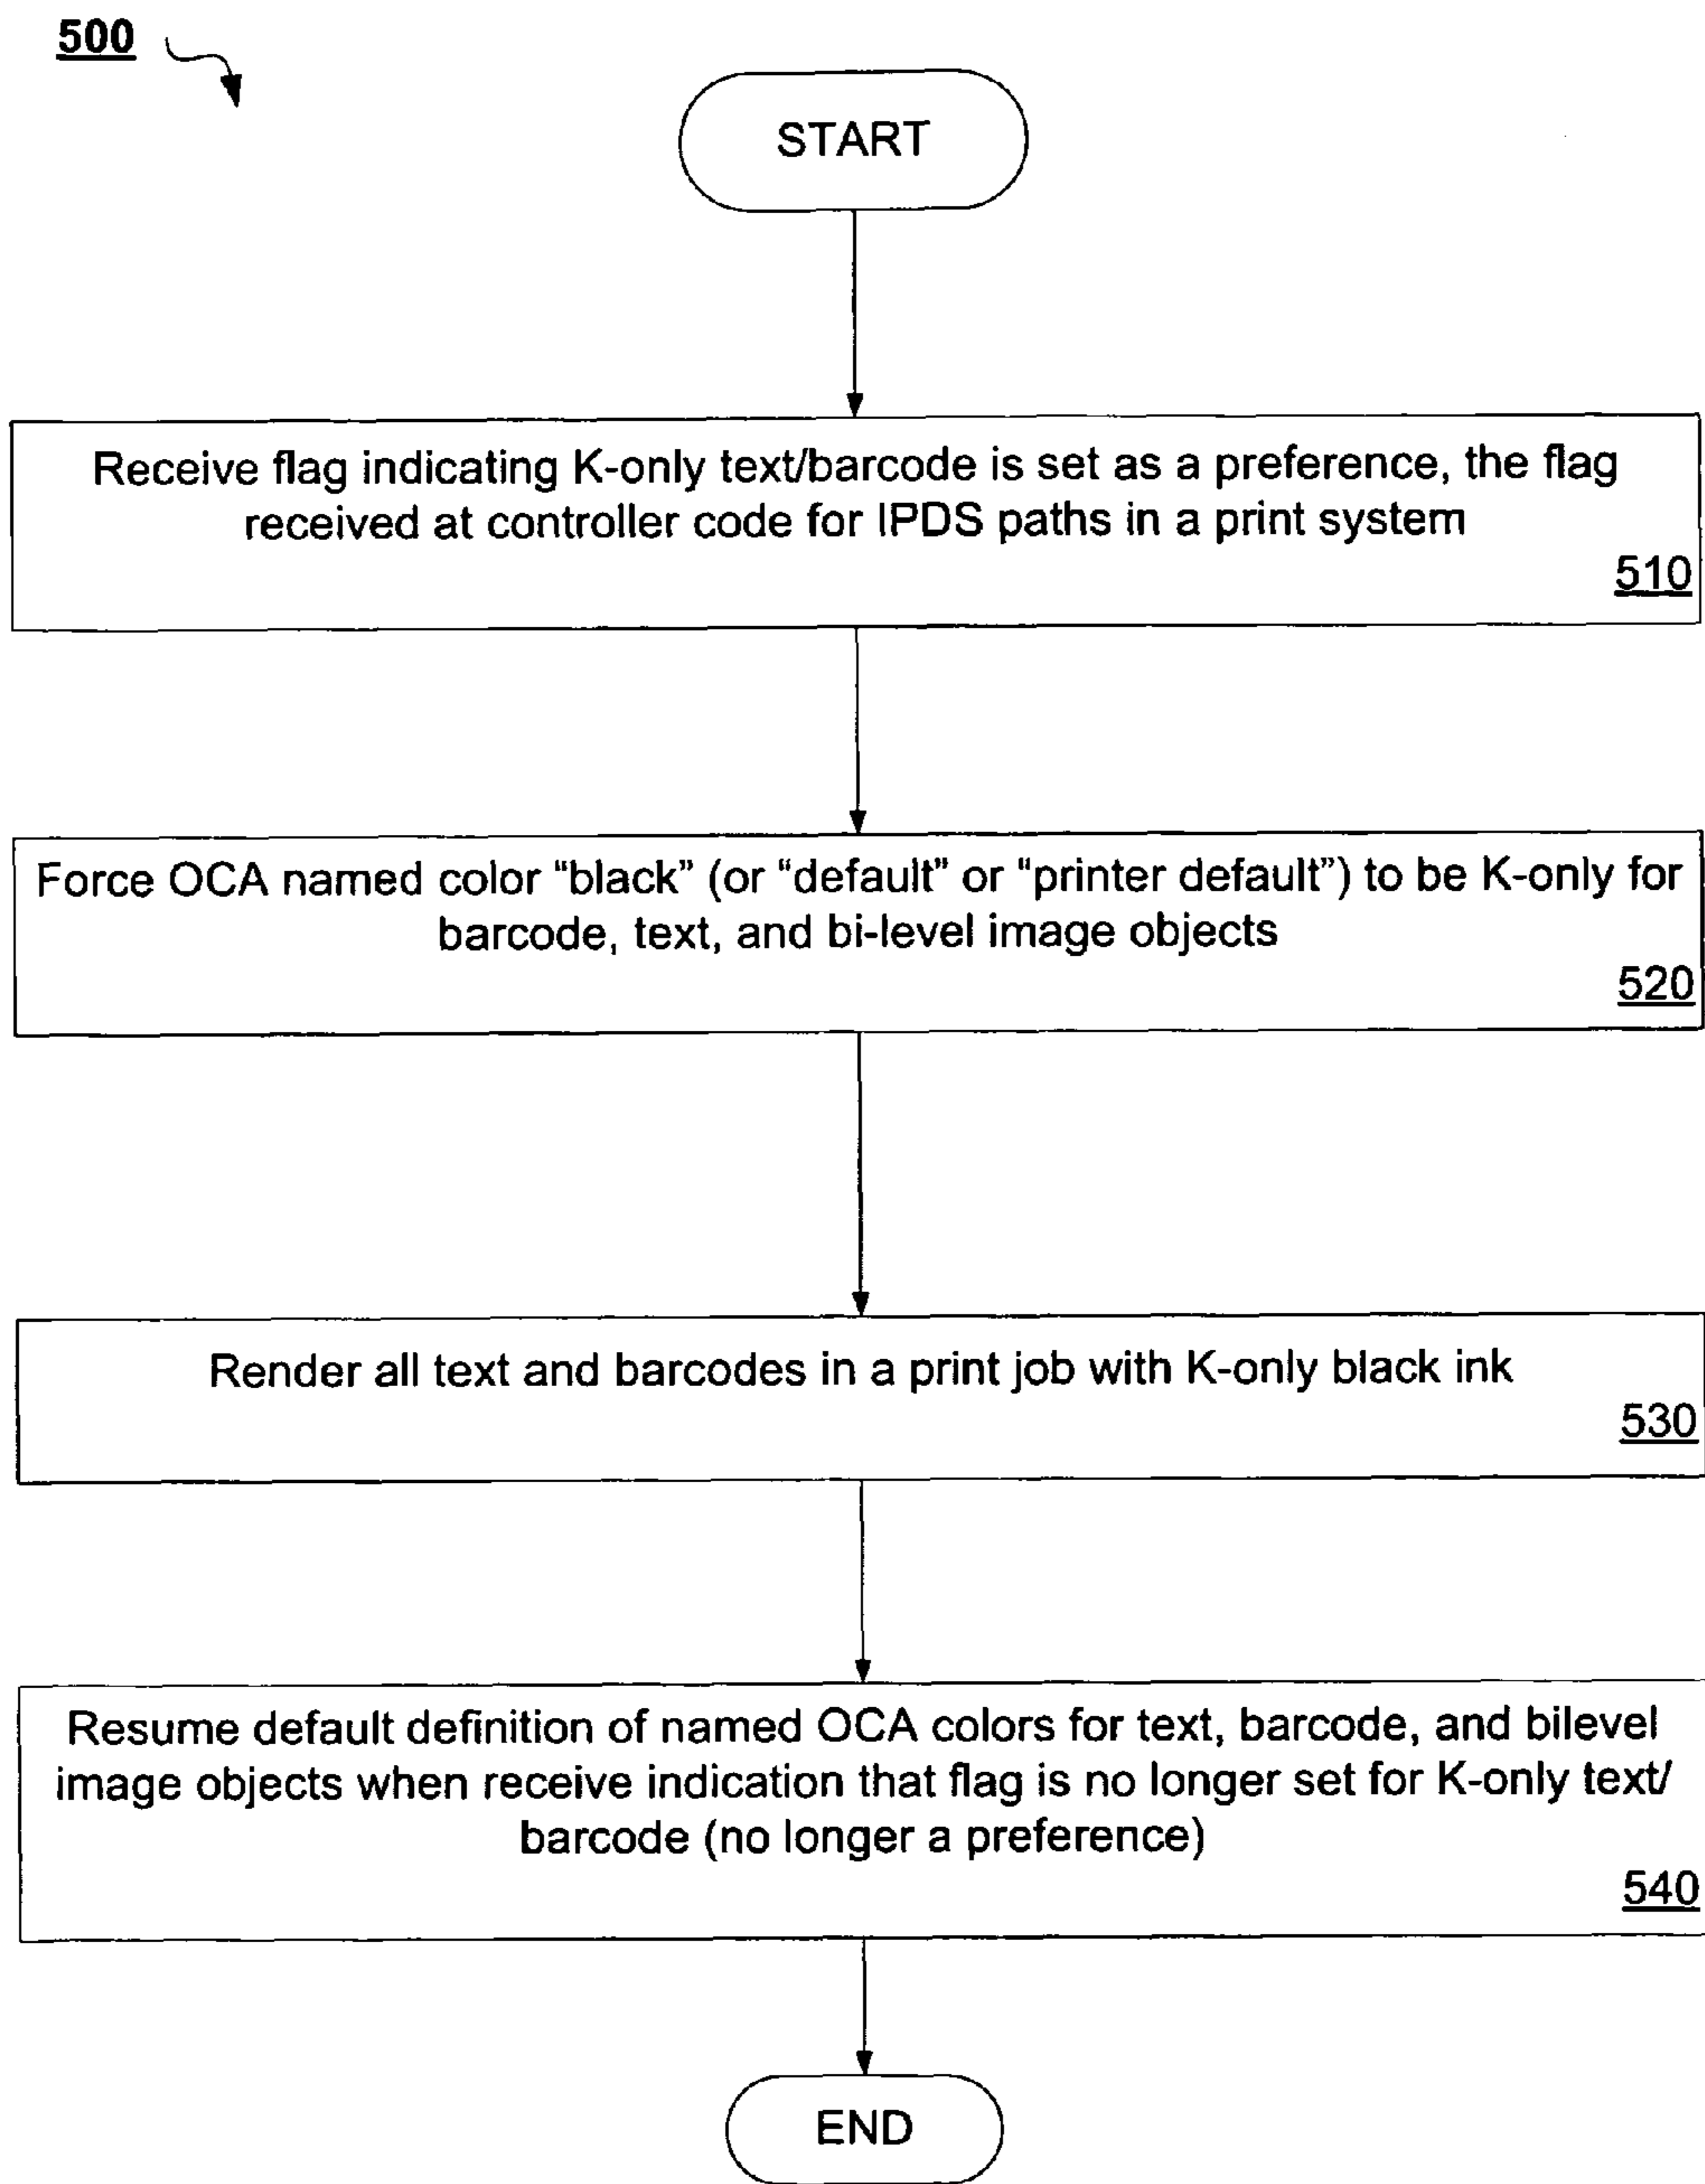 500
START
Receive flag indicating K-only text/barcode is set as a preference, the flag
received at controller code for IPDS paths in a print system
510
Force OCA named color “black” (or “default” or “printer default”) to be K-only for
barcode, text, and bi-level image objects
520
Render all text and barcodes in a print job with K-only black ink
530
Resume default definition of named OCA colors for text, barcode, and bilevel
image objects when receive indication that flag is no longer set for K-only text/
barcode (no longer a preference)
540
END